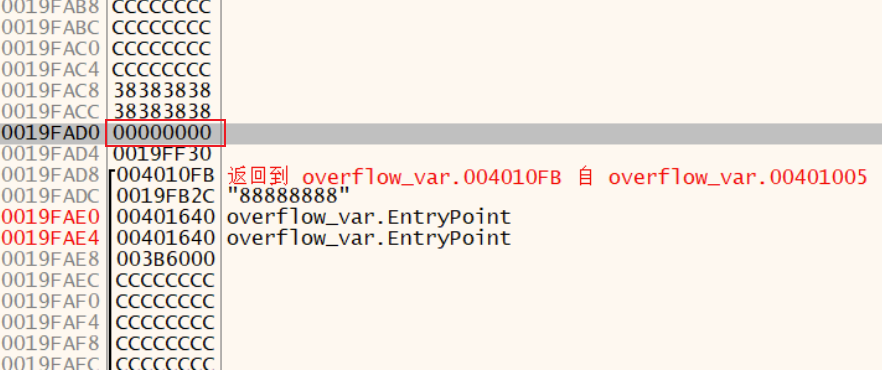 0019FAB8 CCCCCCCC
0019FABC CCCCCCCC
0019FAC0 CCCCCCCC
0019FAC4 CCCCCCCC
0019FAC8 38383838
0019FACC 38383838
0019FAD0 00000000
0019FAD4 0019FF30
0019FAD8 004010FB 返回到 overflow_var.004010FB 自 overflow_var.00401005
0019FADC 0019FB2C "88888888"
0019FAE0 00401640 overflow_var.EntryPoint
0019FAE4 00401640 overflow_var.EntryPoint
0019FAE8 003B6000
0019FAEC CCCCCCCC
0019FAF0 CCCCCCCC
0019FAF4 CCCCCCCC
0019FAF8 CCCCCCCC
0019FAFC CCCCCCCC